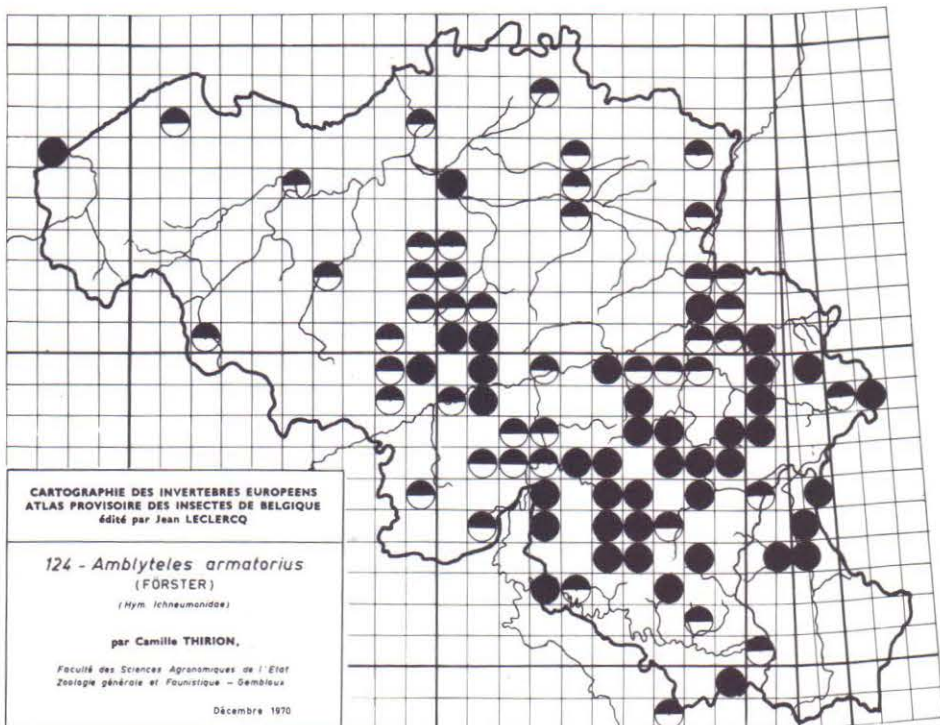 CARTOGRAPHIE DES INVERTEBRES EUROPEENS
ATLAS PROVISOIRE DES INSECTES DE BELGIQUE
édité par Jean LECLERCQ
124 - Amblyteles armatorius
(FÖRSTER)
(Hym. Ichneumonidae)
par Camille THIRION,
Faculté des Sciences Agronomiques de l'Etat
Zoologie générale et Faunistique - Gembloux
Décembre 1970